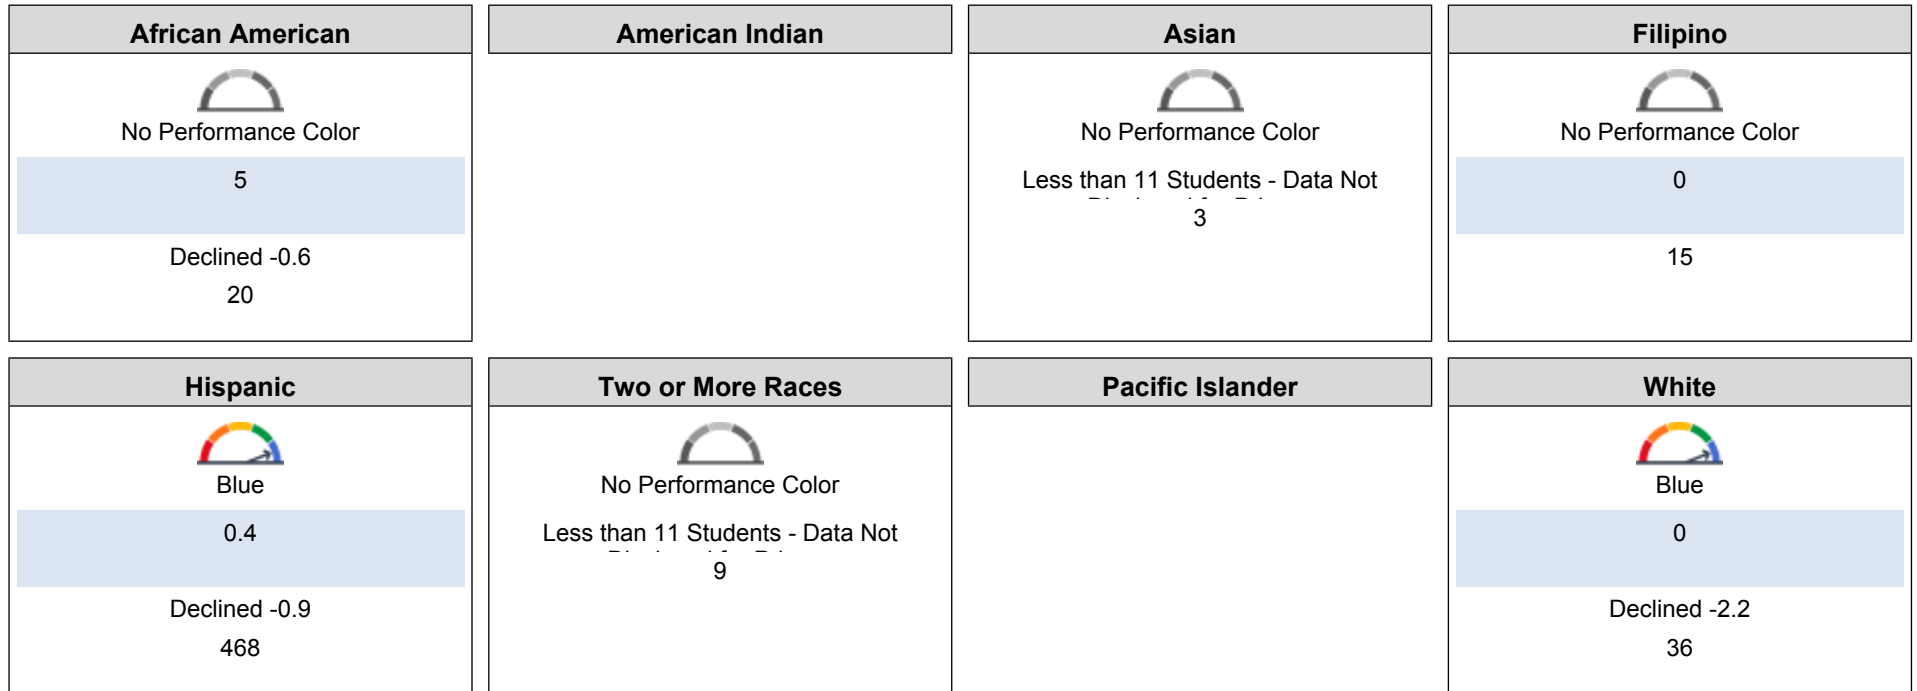 African American
No Performance Color
5
Declined -0.6
20
American Indian
Asian
No Performance Color
Less than 11 Students - Data Not
3
Filipino
No Performance Color
0
15
Hispanic
Blue
0.4
Declined -0.9
468
Two or More Races
No Performance Color
Less than 11 Students - Data Not
9
Pacific Islander
White
Blue
0
Declined -2.2
36